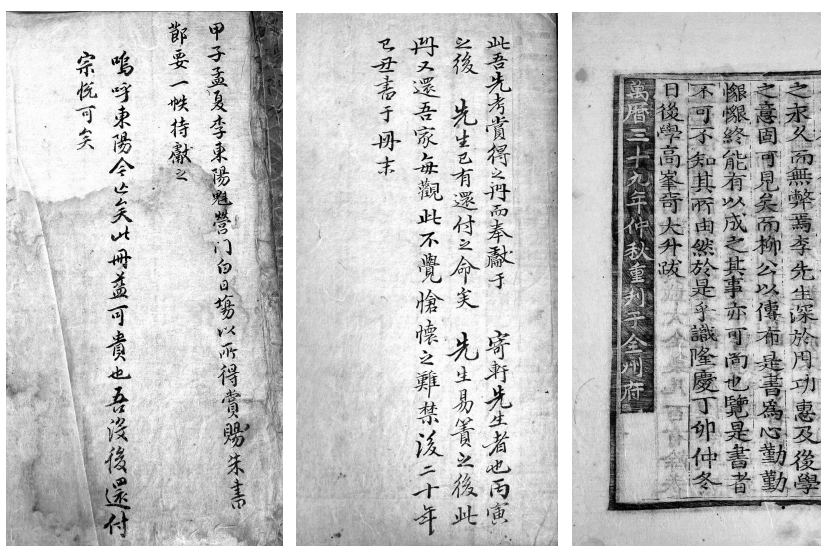 甲子孟夏李東陽魁營门白日場以所得賞賜朱書
節要一帙待獻之
嗚呼東陽今亡矣此冊益可貴也吾沒後還付
宗悅可矣
此吾先考賞得之冊而奉獻于 寄軒先生者也丙寅
之後 先生已有還付之命矣 先生易簀之後此
冊又還吾家每觀此不覺愴懷之難禁後二十年
己丑書于冊末
之永久而無弊焉李先生深於用功惠及後學
之意固可見矣而柳公以傳布是書為心勤勤
終能有以成之其事亦可尚也覽是書者
不可不知其所由然於是乎識隆慶丁卯仲冬
日後學高峯奇大升跋
萬曆三十九年仲秋重刊于全州府